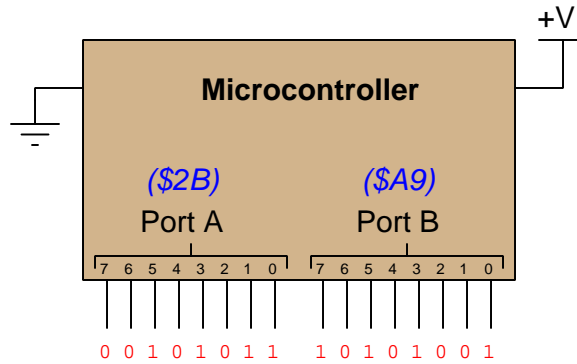 +V
Microcontroller
($2B) ($A9)
Port A Port B
7 6 5 4 3 2 1 0 7 6 5 4 3 2 1 0
0 0 1 0 1 0 1 1 1 0 1 0 1 0 0 1